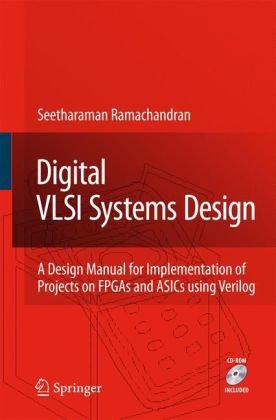 Seetharaman Ramachandran
Digital
VLSI Systems Design
A Design Manual for Implementation of
Projects on FPGAs and ASICs using Verilog
CD-ROM
INCLUDED
Springer